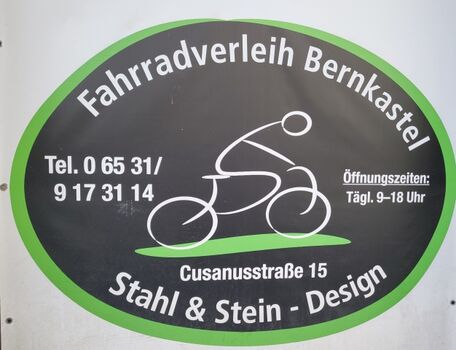 Fahrradverleih Bernkastel
Tel. 0 65 31/
9 17 31 14
Öffnungszeiten:
Tägl. 9–18 Uhr
Cusanusstraße 15
Stahl & Stein - Design